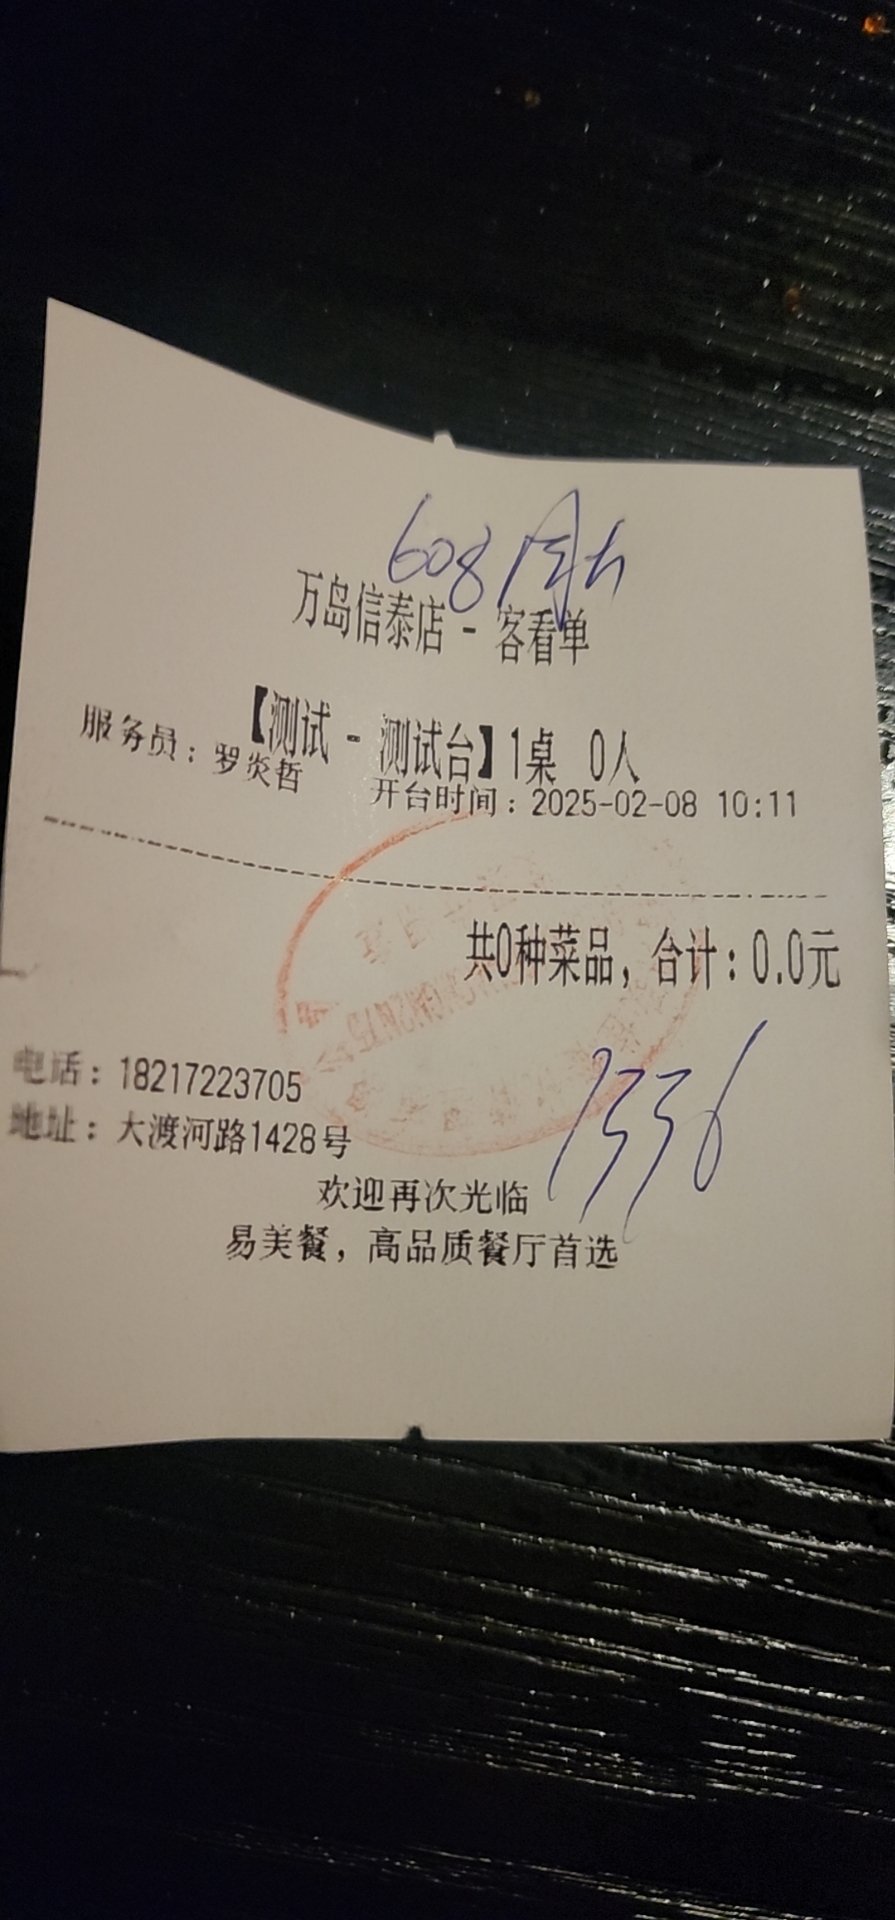 608
万岛信泰店 - 客看单
【测试 - 测试台】1桌 0人
服务员：罗炎哲 开台时间：2025-02-08 10:11
共0种菜品，合计：0.0元
电话：18217223705
1336
地址：大渡河路1428号
欢迎再次光临
易美餐，高品质餐厅首选